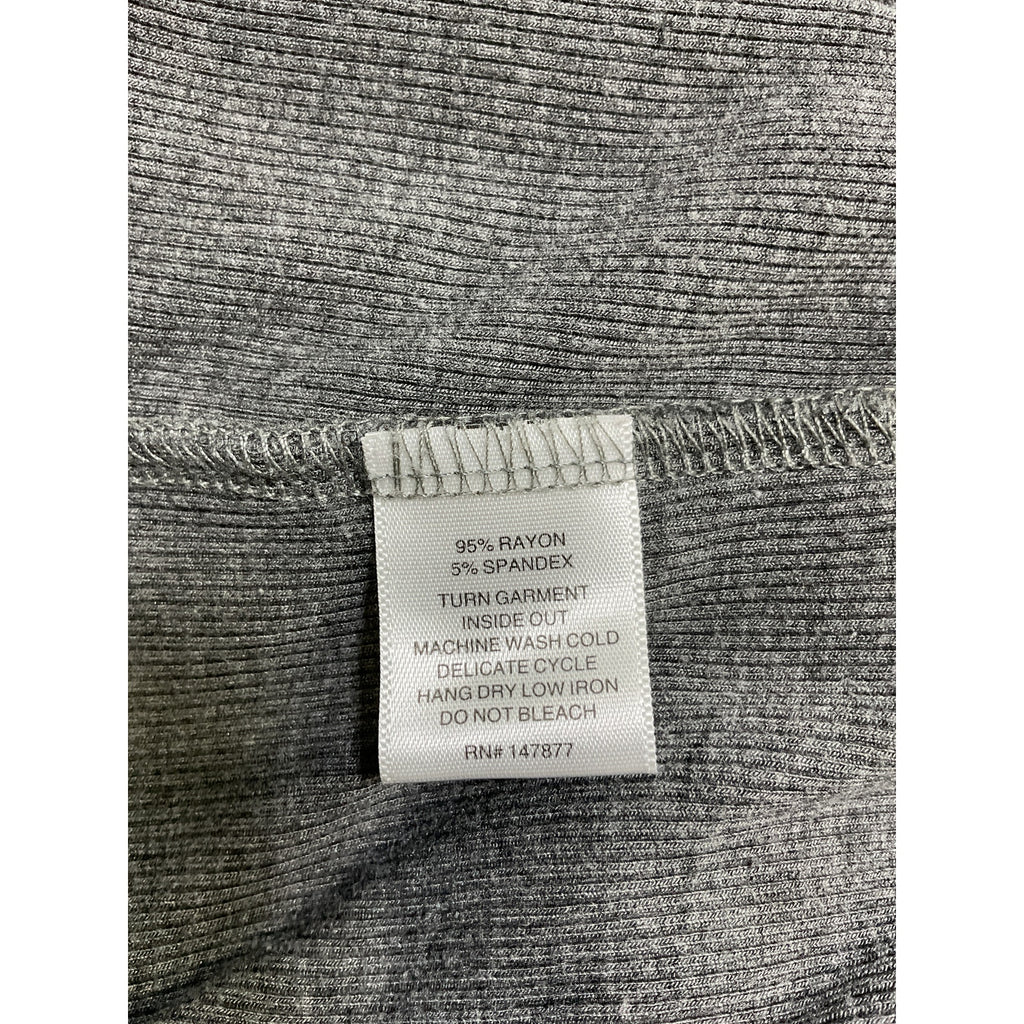 95% RAYON
5% SPANDEX
TURN GARMENT
INSIDE OUT
MACHINE WASH COLD
DELICATE CYCLE
HANG DRY LOW IRON
DO NOT BLEACH
RN# 147877